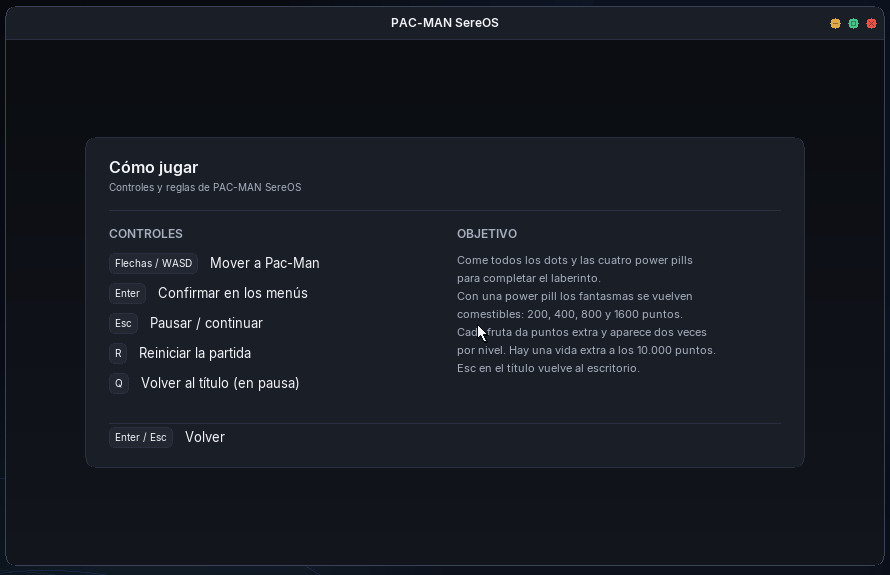 PAC-MAN SereOS
Cómo jugar
Controles y reglas de PAC-MAN SereOS
CONTROLES
Flechas / WASD Mover a Pac-Man
Enter Confirmar en los menús
Esc Pausar / continuar
R Reiniciar la partida
Q Volver al título (en pausa)
OBJETIVO
Come todos los dots y las cuatro power pills
para completar el laberinto.
Con una power pill los fantasmas se vuelven
comestibles: 200, 400, 800 y 1600 puntos.
Cada fruta da puntos extra y aparece dos veces
por nivel. Hay una vida extra a los 10.000 puntos.
Esc en el título vuelve al escritorio.
Enter / Esc Volver